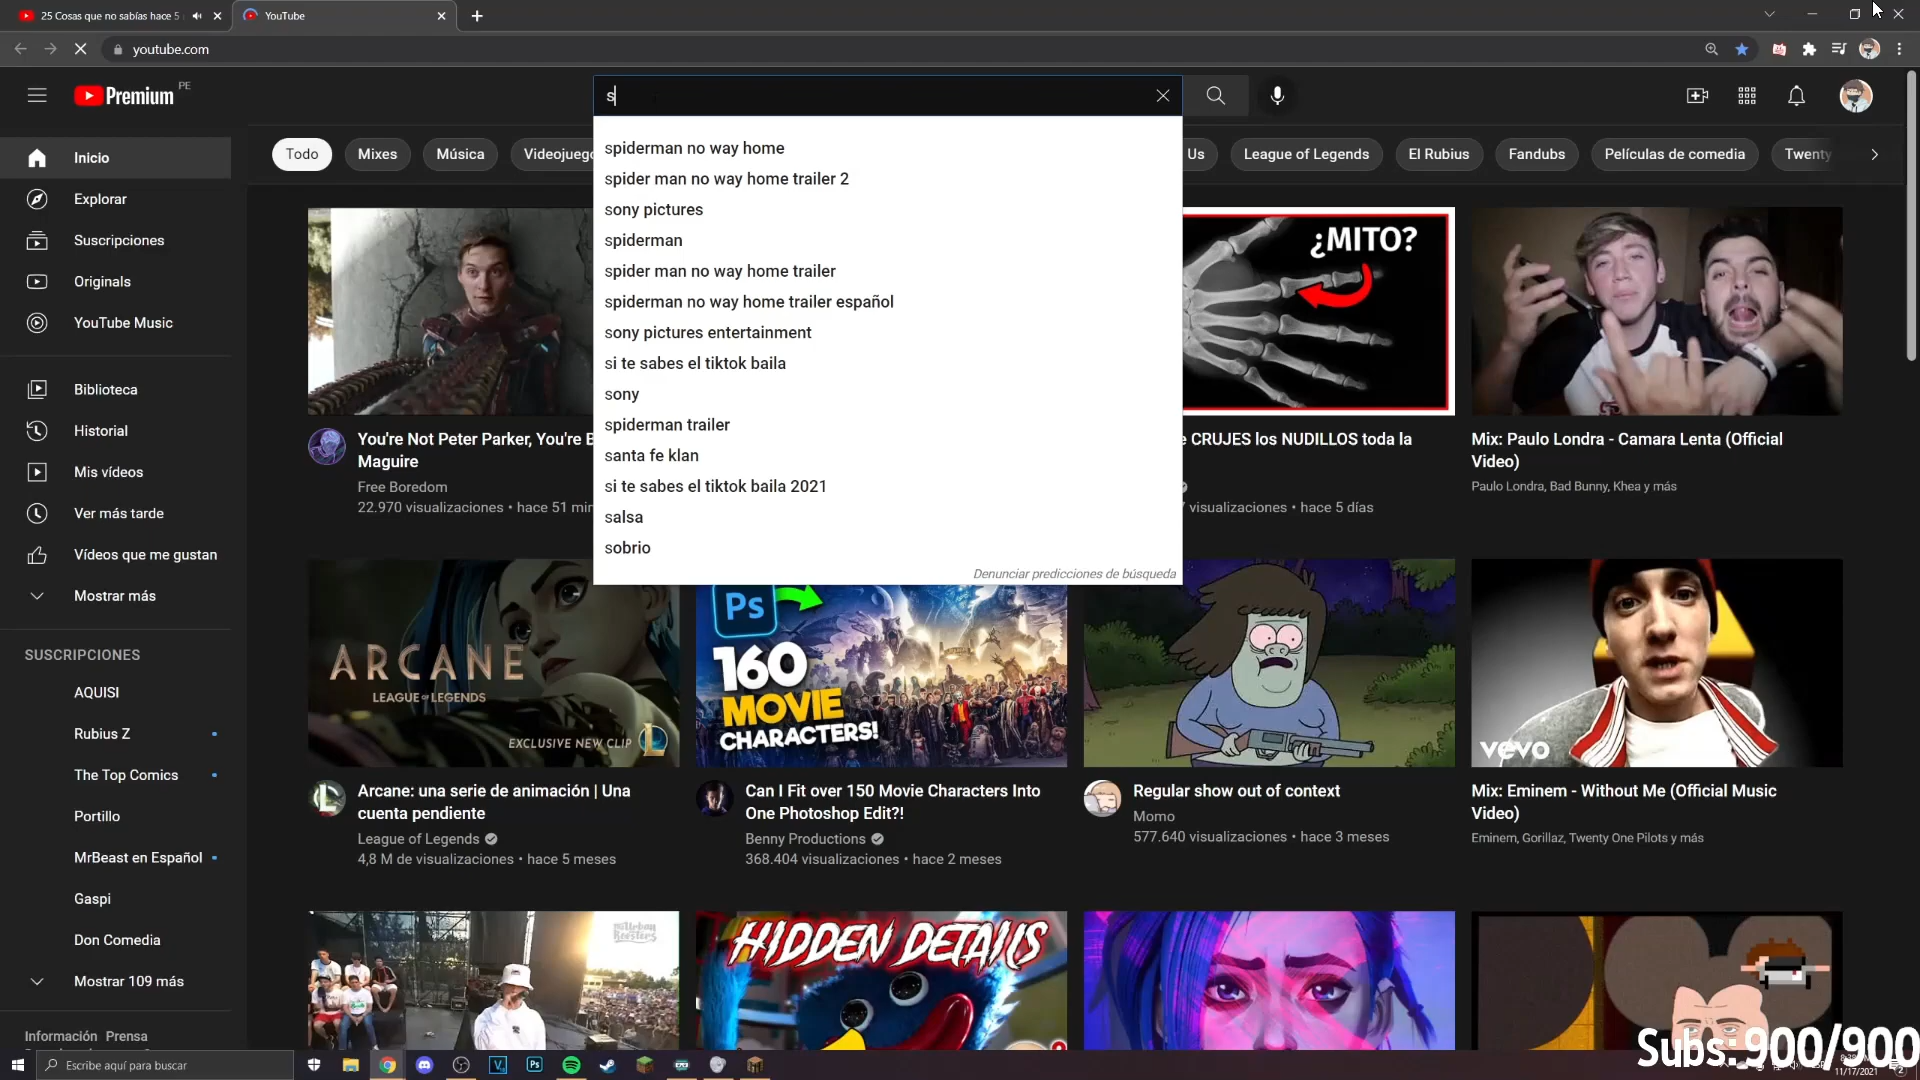 25 Cosas que no sabías hace 5
YouTube
youtube.com
Premium PE
s
Todo
Mixes
Música
Us
League of Legends
El Rubius
Fandubs
Películas de comedia
Twenty
Inicio
Explorar
Suscripciones
Originals
YouTube Music
Biblioteca
Historial
Mis vídeos
Ver más tarde
Vídeos que me gustan
Mostrar más
SUSCRIPCIONES
AQUISI
Rubius Z
The Top Comics
Portillo
MrBeast en Español
Gaspi
Don Comedia
Mostrar 109 más
Información Prensa
spiderman no way home
spider man no way home trailer 2
sony pictures
spiderman
spider man no way home trailer
spiderman no way home trailer español
sony pictures entertainment
si te sabes el tiktok baila
sony
spiderman trailer
santa fe klan
si te sabes el tiktok baila 2021
salsa
sobrio
Denunciar predicciones de búsqueda
You're Not Peter Parker, You're
Maguire
Free Boredom
22.970 visualizaciones • hace 51
¿MITO?
CRUJES los NUDILLOS toda la
visualizaciones • hace 5 días
Mix: Paulo Londra - Camara Lenta (Official
Video)
Paulo Londra, Bad Bunny, Khea y más
ARCANE
LEAGUE of LEGENDS
EXCLUSIVE NEW CLIP
Arcane: una serie de animación | Una
cuenta pendiente
League of Legends
4,8 M de visualizaciones • hace 5 meses
Ps
160
MOVIE
CHARACTERS!
Can I Fit over 150 Movie Characters Into
One Photoshop Edit?!
Benny Productions
368.404 visualizaciones • hace 2 meses
Regular show out of context
Momo
577.640 visualizaciones • hace 3 meses
vevo
Mix: Eminem - Without Me (Official Music
Video)
Eminem, Gorillaz, Twenty One Pilots y más
Urban
Roosters
HIDDEN DETAILS
Subs: 900/900
Escribe aquí para buscar
Ps
11/17/2021